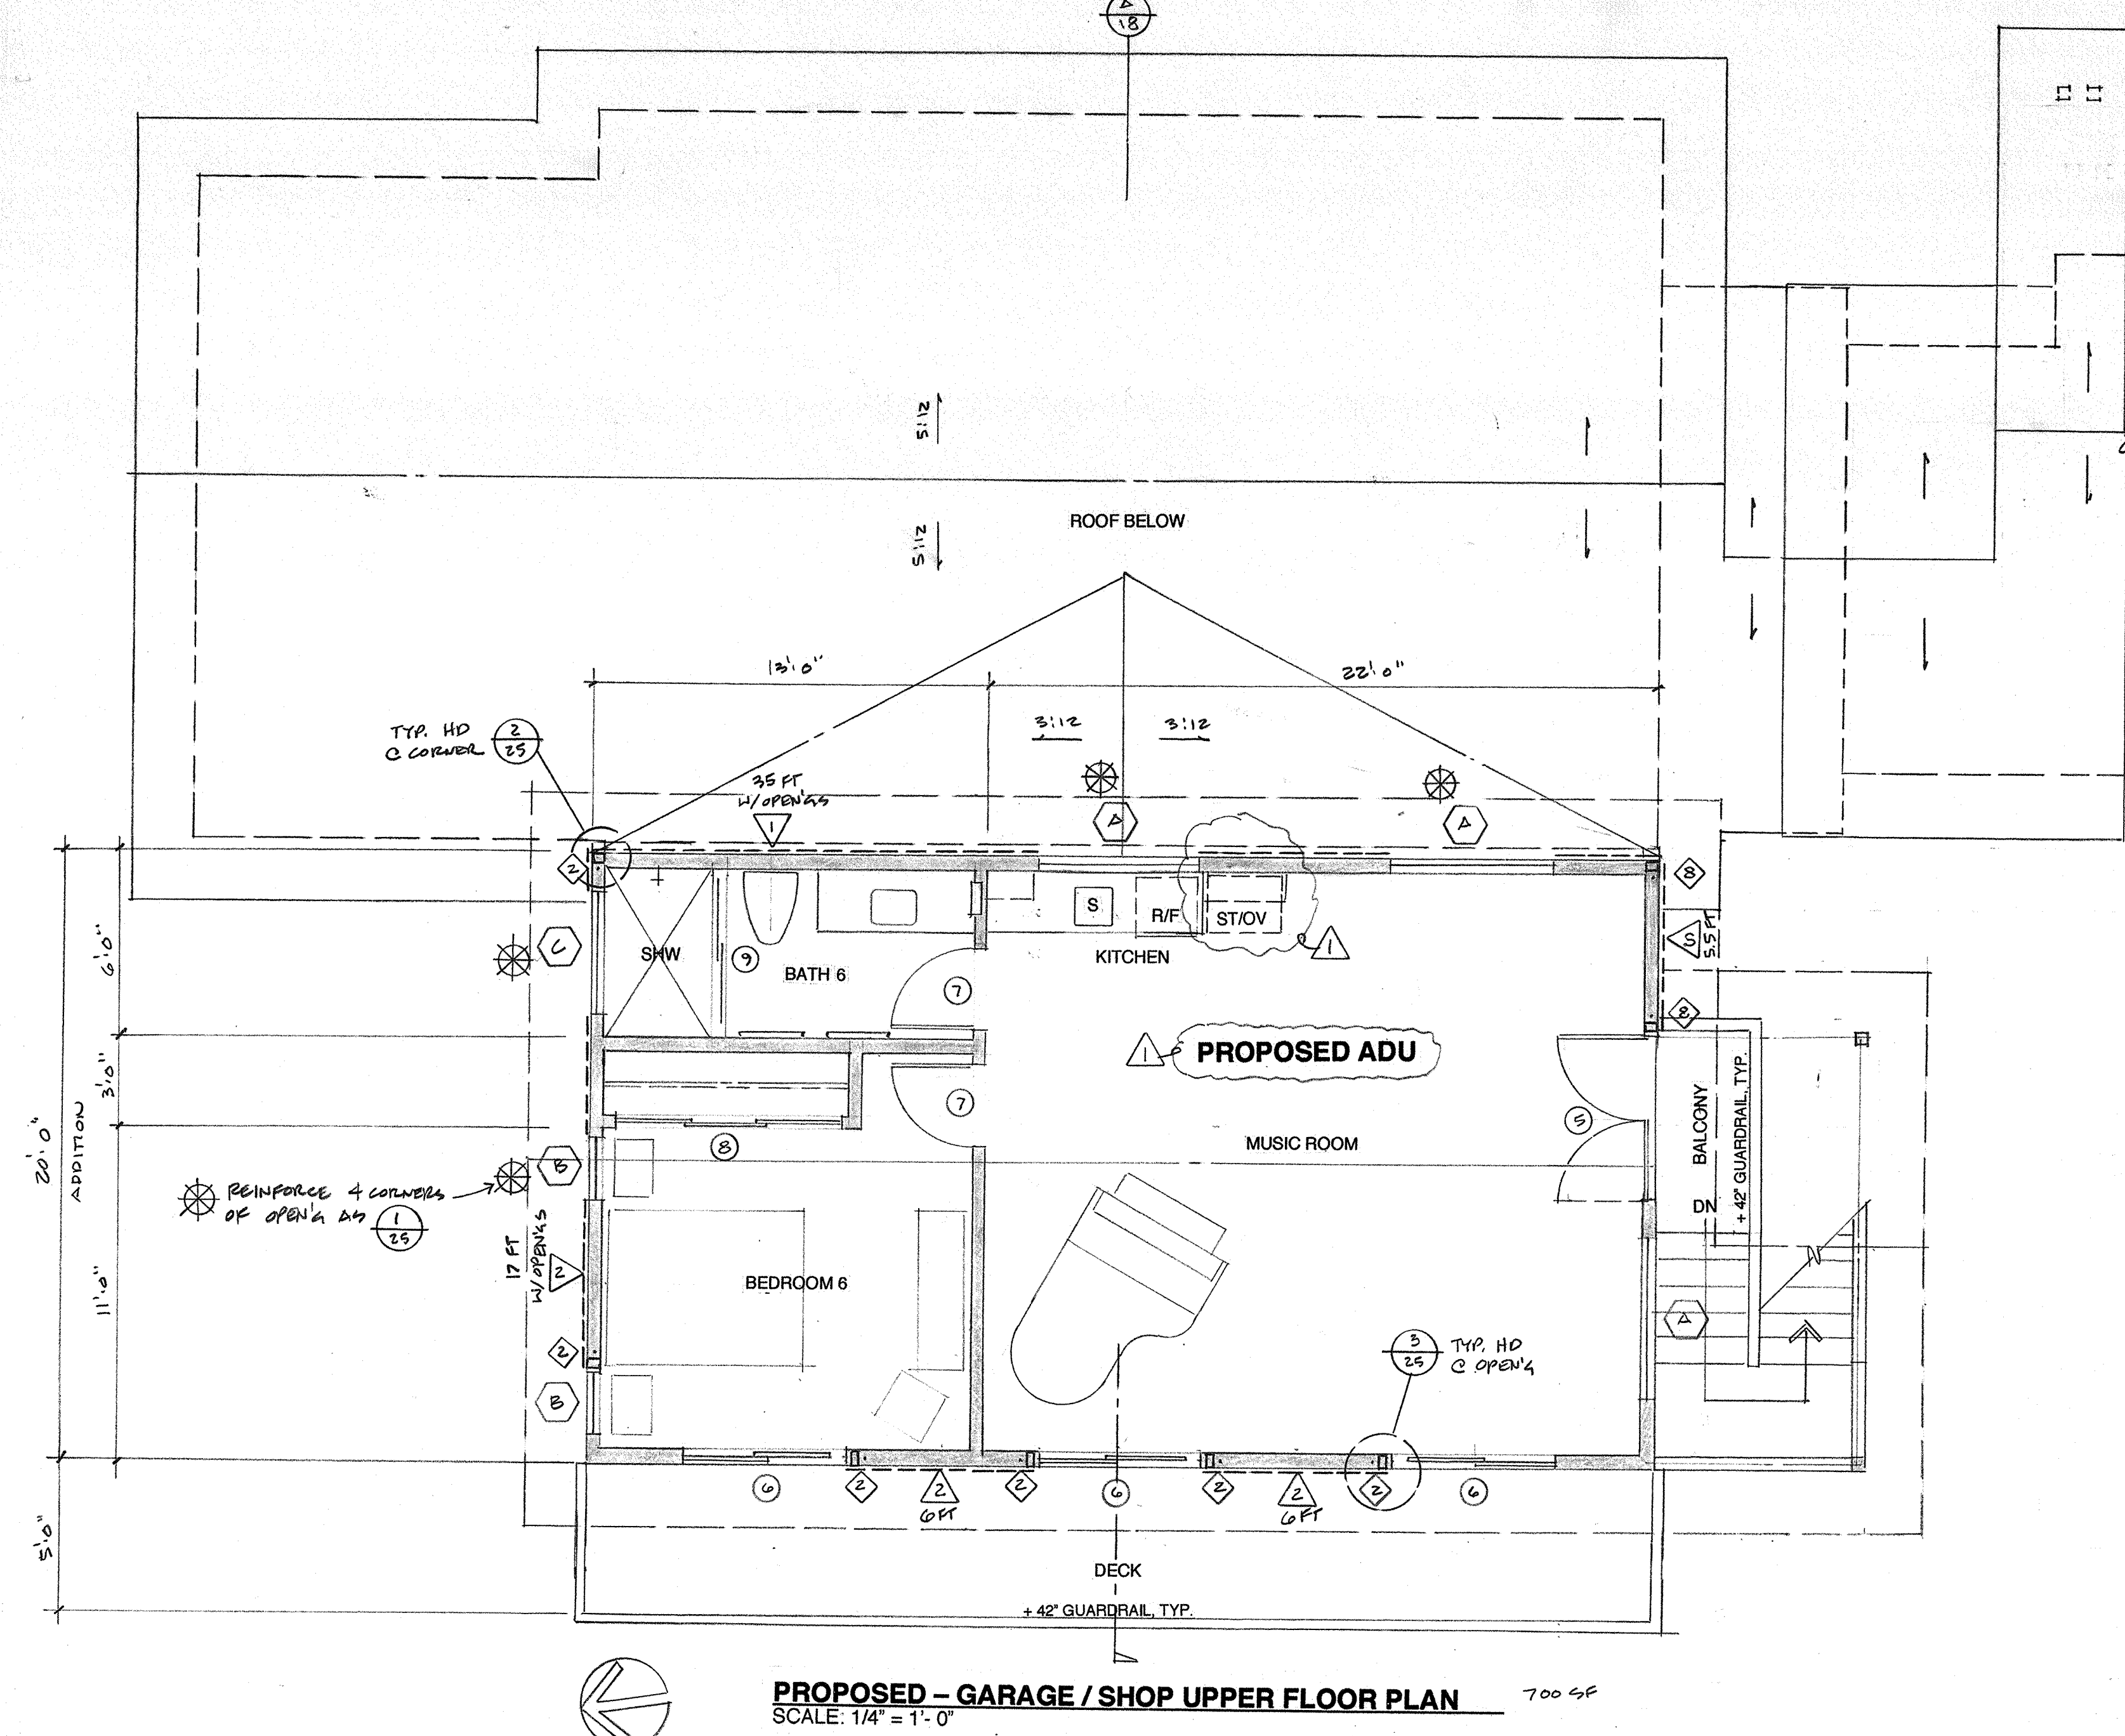 A
18
5:12
5:12
ROOF BELOW
13'0"
22'0"
3:12
3:12
TYP. HD
@ CORNER
2
25
35 FT
W/OPEN'GS
1
A
A
2
8
C
SHW
9
BATH 6
7
S
R/F
ST/OV
1
KITCHEN
S
5.5 FT
8
6'0"
3'0"
11'0"
20'0"
ADDITION
5'0"
1
PROPOSED ADU
7
8
MUSIC ROOM
5
BALCONY
DN
+ 42" GUARDRAIL, TYP.
B
REINFORCE 4 CORNERS
OF OPEN'G AS
1
25
17 FT
W/OPEN'GS
2
BEDROOM 6
2
B
A
3
25
TYP. HD
@ OPEN'G
6
2
2
6 FT
2
6
2
2
6 FT
2
6
DECK
+ 42" GUARDRAIL, TYP.
PROPOSED – GARAGE / SHOP UPPER FLOOR PLAN
700 SF
SCALE: 1/4" = 1'- 0"